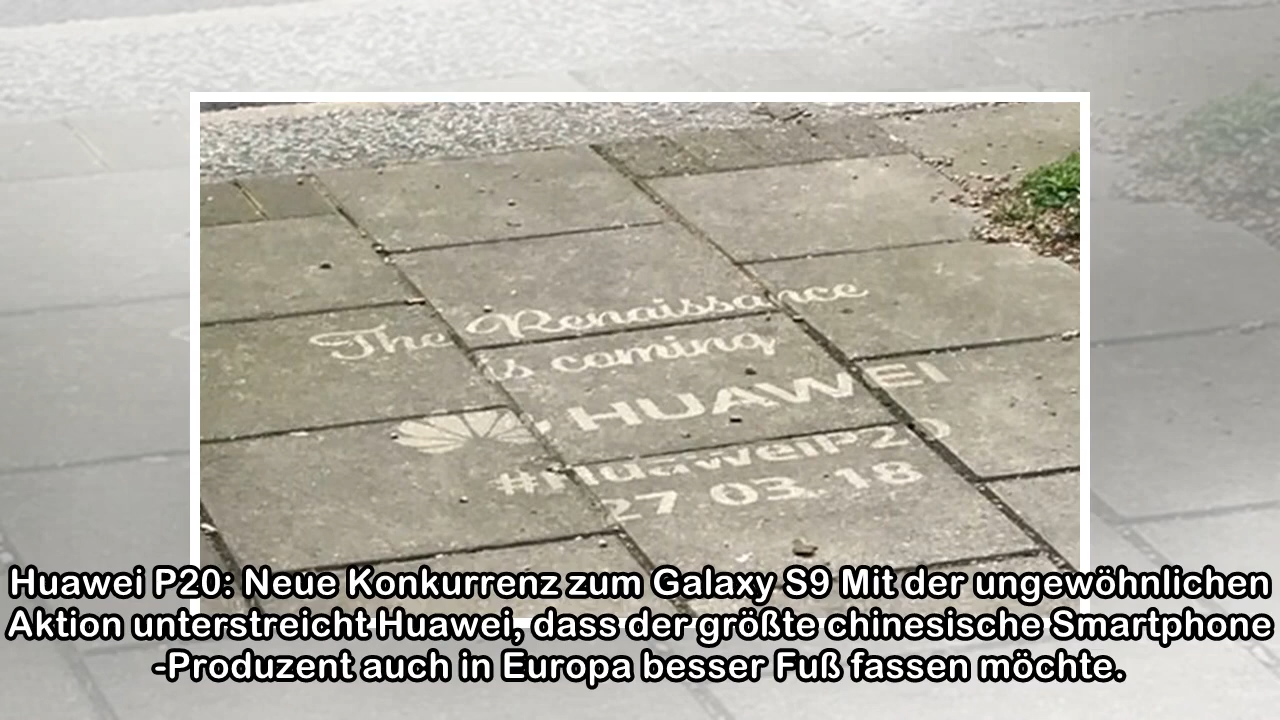 The Renaissance
is coming
HUAWEI
#HuaweiP20
27.03.18
Huawei P20: Neue Konkurrenz zum Galaxy S9 Mit der ungewöhnlichen
Aktion unterstreicht Huawei, dass der größte chinesische Smartphone
-Produzent auch in Europa besser Fuß fassen möchte.